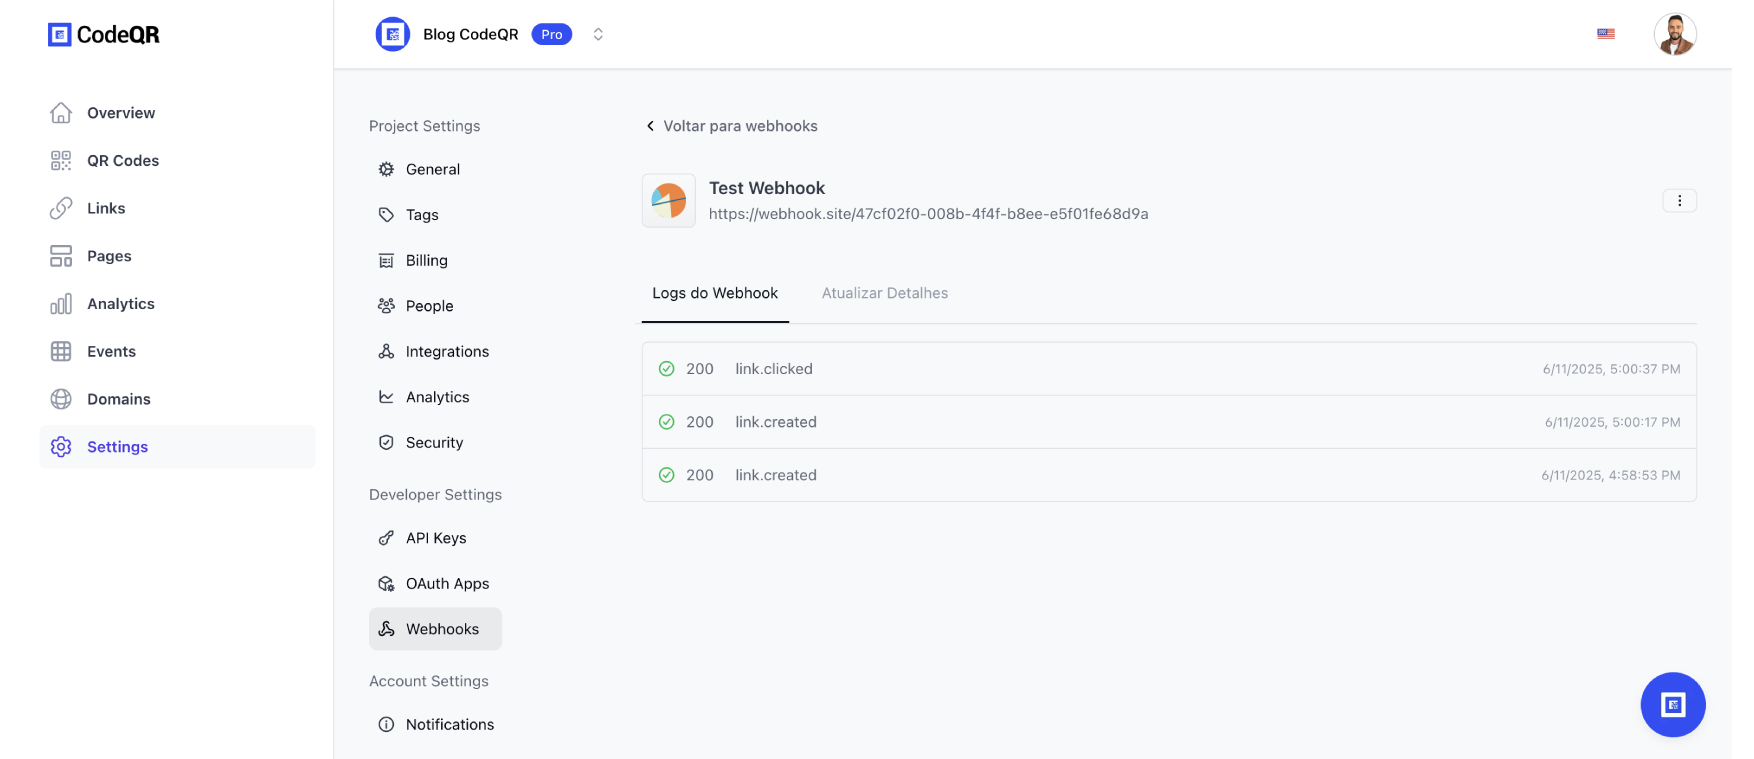 CodeQR
Overview
QR Codes
Links
Pages
Analytics
Events
Domains
Settings
Blog CodeQR Pro
Project Settings
General
Tags
Billing
People
Integrations
Analytics
Security
Developer Settings
API Keys
OAuth Apps
Webhooks
Account Settings
Notifications
Voltar para webhooks
Test Webhook
https://webhook.site/47cf02f0-008b-4f4f-b8ee-e5f01fe68d9a
Logs do Webhook Atualizar Detalhes
200 link.clicked 6/11/2025, 5:00:37 PM
200 link.created 6/11/2025, 5:00:17 PM
200 link.created 6/11/2025, 4:58:53 PM